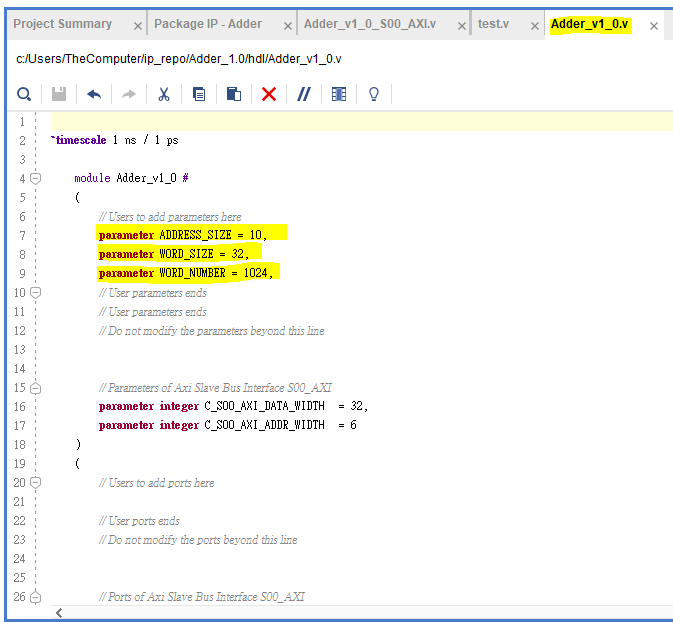 Project Summary × Package IP - Adder × Adder_v1_0_S00_AXI.v × test.v × Adder_v1_0.v ×
c:/Users/TheComputer/ip_repo/Adder_1.0/hdl/Adder_v1_0.v
1
2 `timescale 1 ns / 1 ps
3
4 module Adder_v1_0 #
5 (
6 // Users to add parameters here
7 parameter ADDRESS_SIZE = 10,
8 parameter WORD_SIZE = 32,
9 parameter WORD_NUMBER = 1024,
10 // User parameters ends
11 // User parameters ends
12 // Do not modify the parameters beyond this line
13
14
15 // Parameters of Axi Slave Bus Interface S00_AXI
16 parameter integer C_S00_AXI_DATA_WIDTH = 32,
17 parameter integer C_S00_AXI_ADDR_WIDTH = 6
18 )
19 (
20 // Users to add ports here
21
22 // User ports ends
23 // Do not modify the ports beyond this line
24
25
26 // Ports of Axi Slave Bus Interface S00_AXI